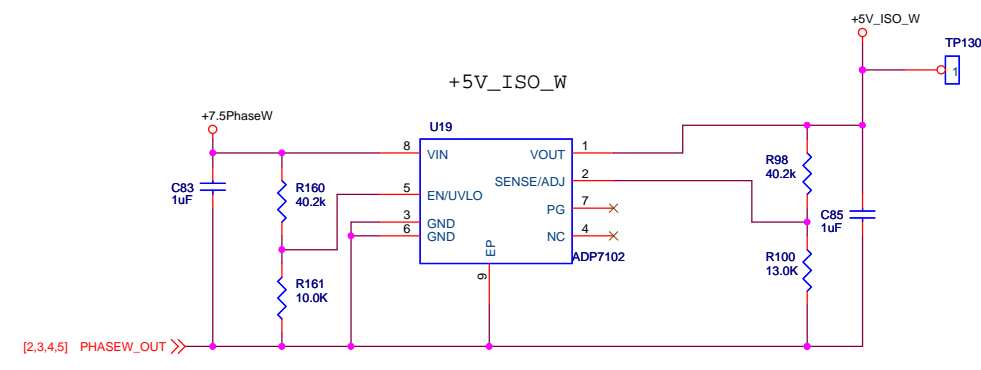 +5V_ISO_W
TP130
1
+5V_ISO_W
+7.5PhaseW
U19
8 VIN VOUT 1
R98
40.2k
C83
1uF
R160
40.2k
5 EN/UVLO SENSE/ADJ 2
3 GND PG 7
6 GND NC 4
C85
1uF
EP
9
ADP7102
R100
13.0K
R161
10.0K
[2,3,4,5] PHASEW_OUT